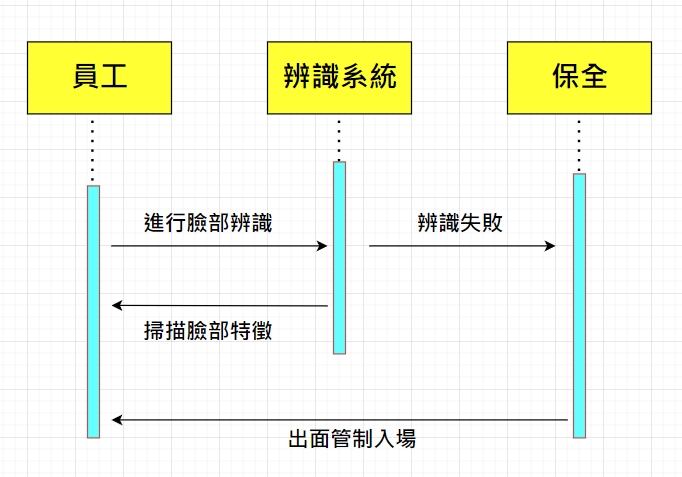 員工
辨識系統
保全
進行臉部辨識
辨識失敗
掃描臉部特徵
出面管制入場